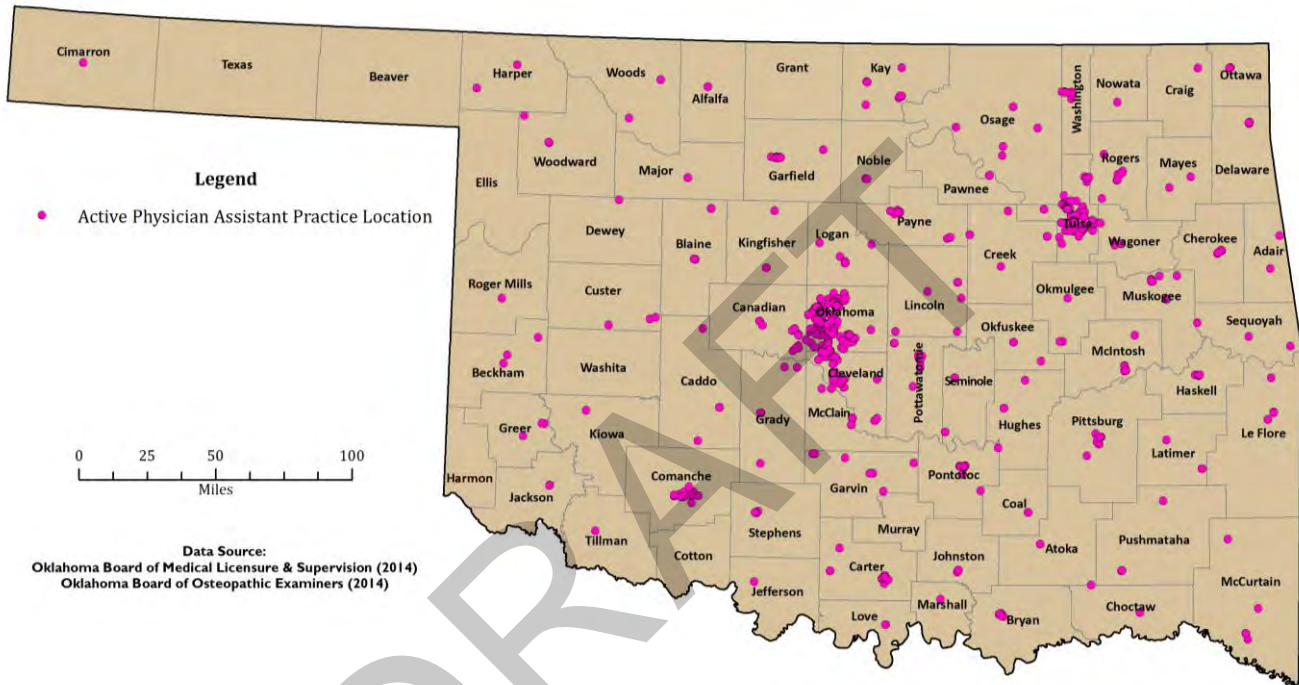 Cimarron
Texas
Beaver
Harper
Woods
Alfalfa
Grant
Kay
Osage
Washington
Nowata
Craig
Ottawa
Ellis
Woodward
Major
Garfield
Noble
Pawnee
Rogers
Mayes
Delaware
Legend
Active Physician Assistant Practice Location
Dewey
Blaine
Kingfisher
Logan
Payne
Creek
Tulsa
Wagoner
Cherokee
Adair
Roger Mills
Custer
Canadian
Oklahoma
Lincoln
Okfuskee
Okmulgee
Muskogee
Sequoyah
Beckham
Washita
Caddo
Grady
McClain
Cleveland
Pottawatomie
Seminole
Hughes
McIntosh
Haskell
Pittsburg
Latimer
Le Flore
Greer
Kiowa
Harmon
Jackson
Comanche
Tillman
Cotton
Stephens
Garvin
Pontotoc
Coal
Murray
Johnston
Atoka
Pushmataha
McCurtain
Jefferson
Carter
Love
Marshall
Bryan
Choctaw
0 25 50 100
Miles
Data Source:
Oklahoma Board of Medical Licensure & Supervision (2014)
Oklahoma Board of Osteopathic Examiners (2014)
DRAFT